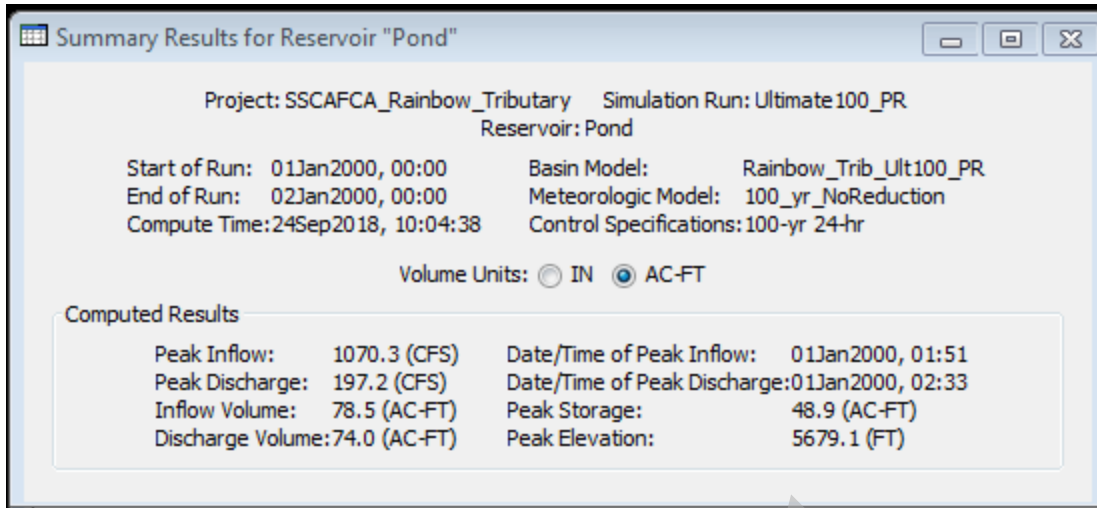 Summary Results for Reservoir "Pond"
Project: SSCAFCA_Rainbow_Tributary Simulation Run: Ultimate100_PR
Reservoir: Pond
Start of Run: 01Jan2000, 00:00 Basin Model: Rainbow_Trib_Ult100_PR
End of Run: 02Jan2000, 00:00 Meteorologic Model: 100_yr_NoReduction
Compute Time:24Sep2018, 10:04:38 Control Specifications:100-yr 24-hr
Volume Units: IN AC-FT
Computed Results
Peak Inflow: 1070.3 (CFS) Date/Time of Peak Inflow: 01Jan2000, 01:51
Peak Discharge: 197.2 (CFS) Date/Time of Peak Discharge:01Jan2000, 02:33
Inflow Volume: 78.5 (AC-FT) Peak Storage: 48.9 (AC-FT)
Discharge Volume:74.0 (AC-FT) Peak Elevation: 5679.1 (FT)